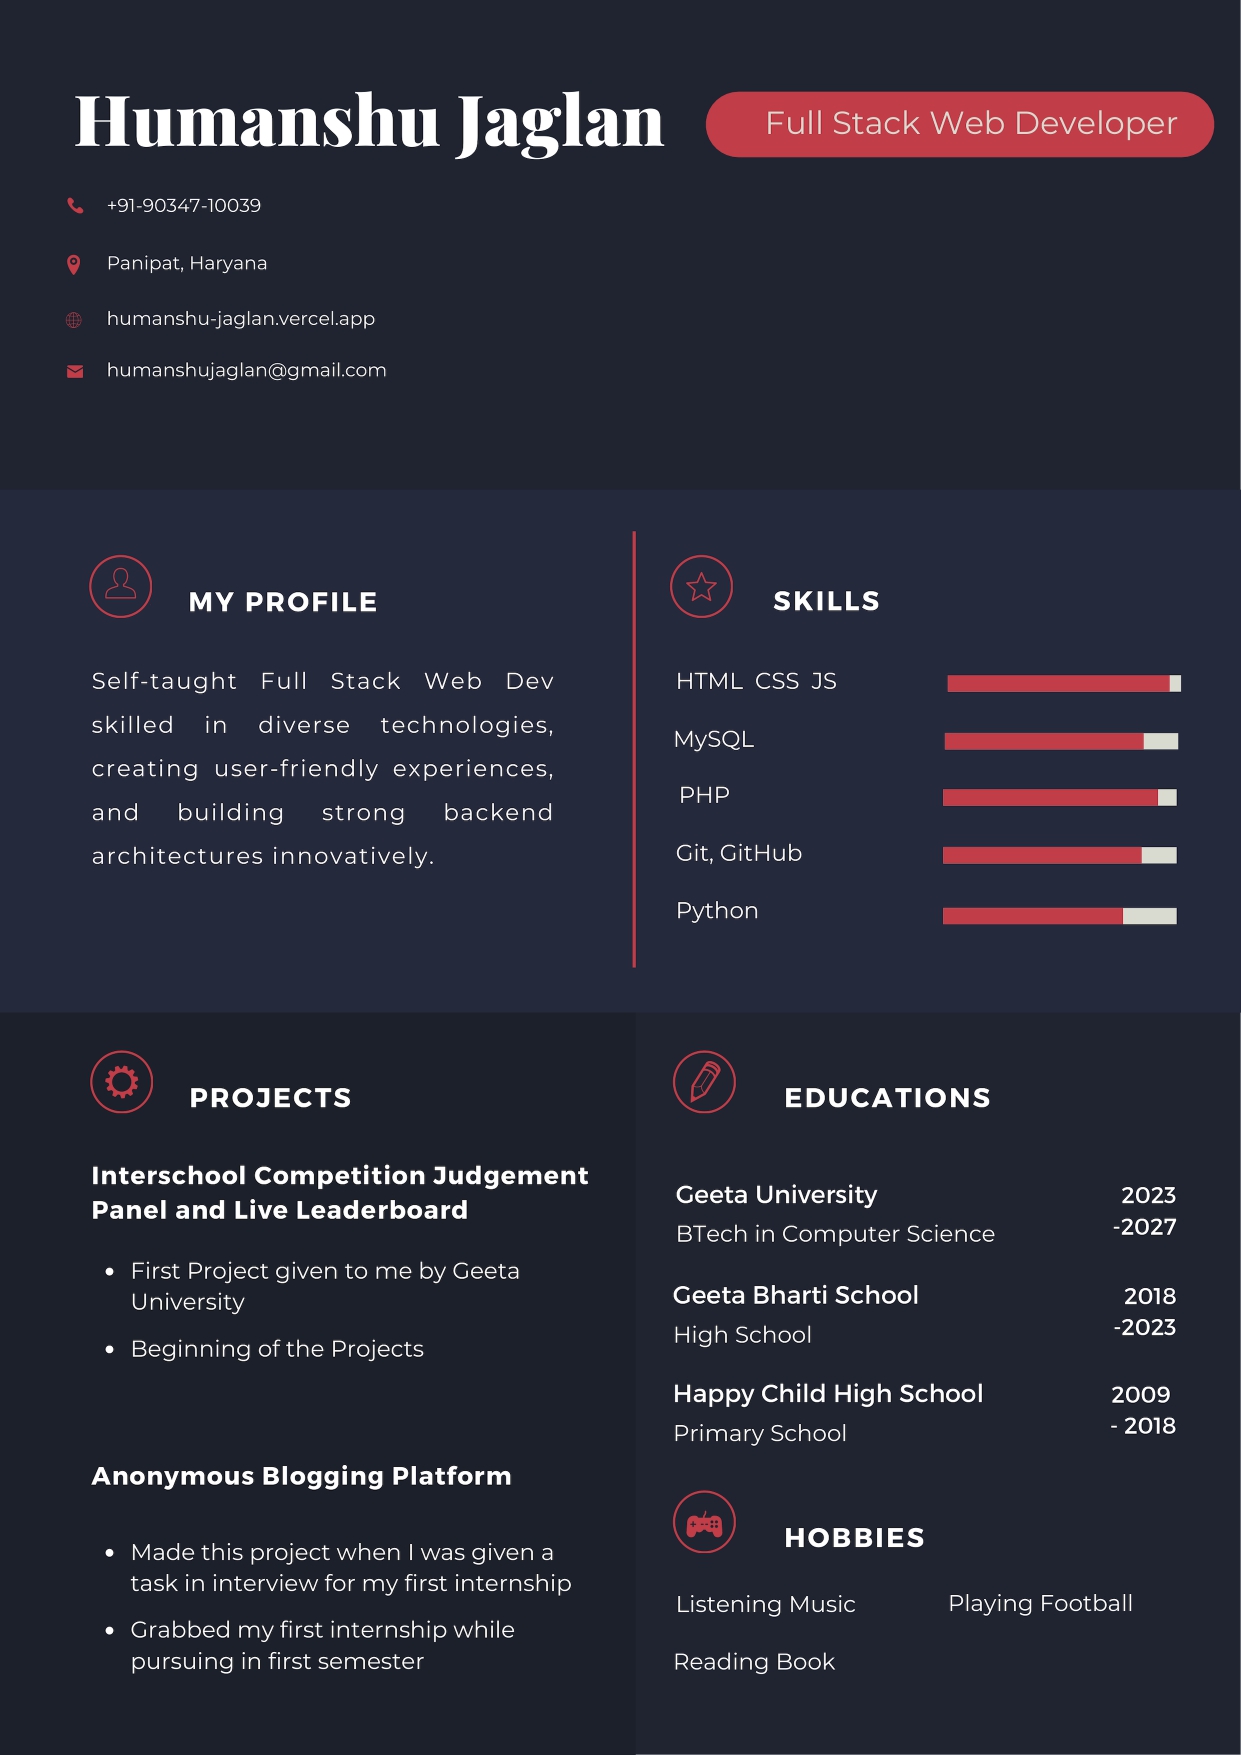 Humanshu Jaglan
Full Stack Web Developer
+91-90347-10039
Panipat, Haryana
humanshu-jaglan.vercel.app
humanshujaglan@gmail.com
MY PROFILE
Self-taught Full Stack Web Dev
skilled in diverse technologies,
creating user-friendly experiences,
and building strong backend
architectures innovatively.
SKILLS
HTML CSS JS
MySQL
PHP
Git, GitHub
Python
PROJECTS
Interschool Competition Judgement
Panel and Live Leaderboard
• First Project given to me by Geeta
University
• Beginning of the Projects
Anonymous Blogging Platform
• Made this project when I was given a
task in interview for my first internship
• Grabbed my first internship while
pursuing in first semester
EDUCATIONS
Geeta University 2023
BTech in Computer Science -2027
Geeta Bharti School 2018
High School -2023
Happy Child High School 2009
Primary School - 2018
HOBBIES
Listening Music Playing Football
Reading Book